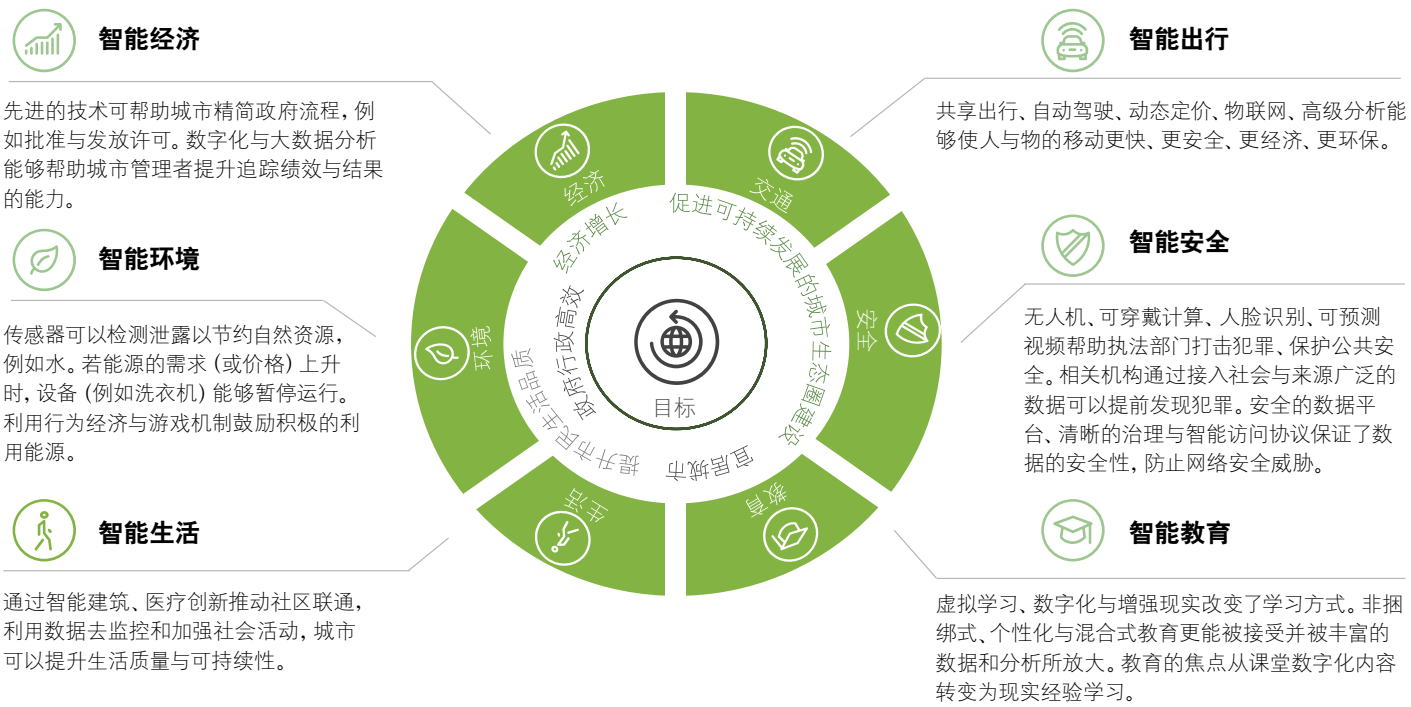 智能经济
先进的技术可帮助城市精简政府流程，例
如批准与发放许可。数字化与大数据分析
能够帮助城市管理者提升追踪绩效与结果
的能力。
智能环境
传感器可以检测泄露以节约自然资源，
例如水。若能源的需求 (或价格) 上升
时，设备 (例如洗衣机) 能够暂停运行。
利用行为经济与游戏机制鼓励积极的利
用能源。
智能生活
通过智能建筑、医疗创新推动社区联通，
利用数据去监控和加强社会活动，城市
可以提升生活质量与可持续性。
经济
交通
安全
教育
生活
环境
经济增长
促进可持续发展的城市生态圈建设
宜居城市
提升市民生活品质
政府行政高效
目标
智能出行
共享出行、自动驾驶、动态定价、物联网、高级分析能
够使人与物的移动更快、更安全、更经济、更环保。
智能安全
无人机、可穿戴计算、人脸识别、可预测
视频帮助执法部门打击犯罪、保护公共安
全。相关机构通过接入社会与来源广泛的
数据可以提前发现犯罪。安全的数据平
台、清晰的治理与智能访问协议保证了数
据的安全性，防止网络安全威胁。
智能教育
虚拟学习、数字化与增强现实改变了学习方式。非捆
绑式、个性化与混合式教育更能被接受并被丰富的
数据和分析所放大。教育的焦点从课堂数字化内容
转变为现实经验学习。